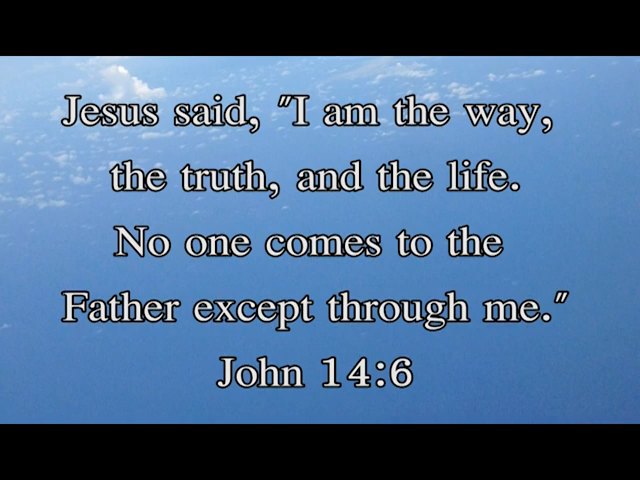 Jesus said, "I am the way,
the truth, and the life.
No one comes to the
Father except through me."
John 14:6